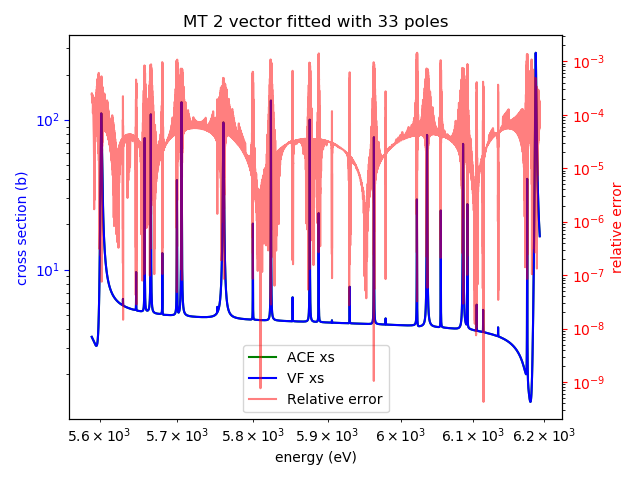 MT 2 vector fitted with 33 poles
cross section (b)
10²
10¹
relative error
10⁻³
10⁻⁴
10⁻⁵
10⁻⁶
10⁻⁷
10⁻⁸
10⁻⁹
ACE xs
VF xs
Relative error
5.6 × 10³ 5.7 × 10³ 5.8 × 10³ 5.9 × 10³ 6 × 10³ 6.1 × 10³ 6.2 × 10³
energy (eV)